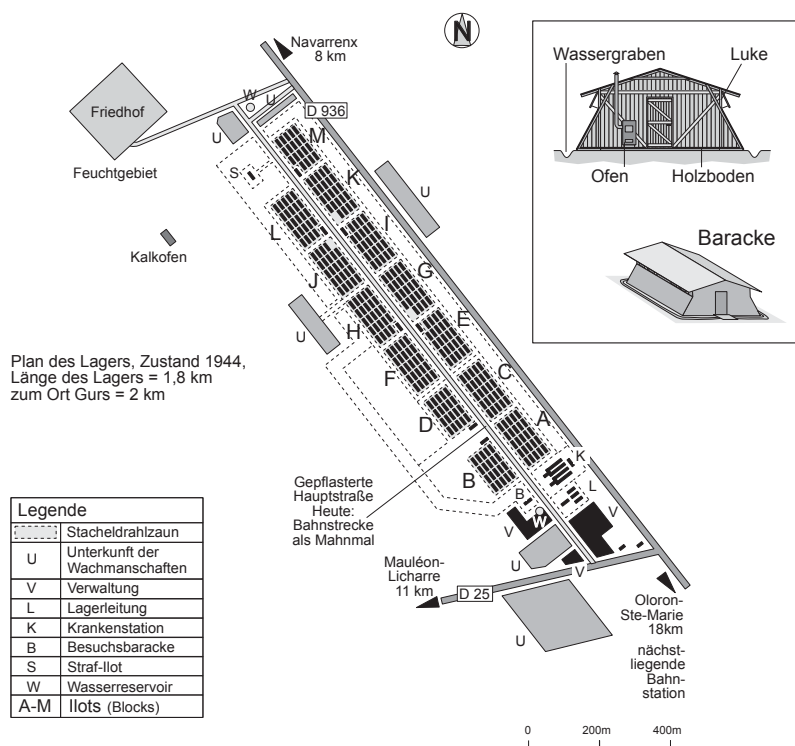 Navarrenx
8 km
N
Wassergraben
Luke
Ofen
Holzboden
Baracke
Friedhof
Feuchtgebiet
Kalkofen
W
U
D 936
U
M
S
K
U
I
L
G
J
E
U
H
C
F
A
D
K
B
L
B
V
W
V
U
V
U
Plan des Lagers, Zustand 1944,
Länge des Lagers = 1,8 km
zum Ort Gurs = 2 km
Gepflasterte
Hauptstraße
Heute:
Bahnstrecke
als Mahnmal
Mauléon-
Licharre
11 km
D 25
Oloron-
Ste-Marie
18km
nächst-
liegende
Bahn-
station
Legende
Stacheldrahlzaun
U Unterkunft der
Wachmanschaften
V Verwaltung
L Lagerleitung
K Krankenstation
B Besuchsbaracke
S Straf-Ilot
W Wasserreservoir
A-M Ilots (Blocks)
0 200m 400m